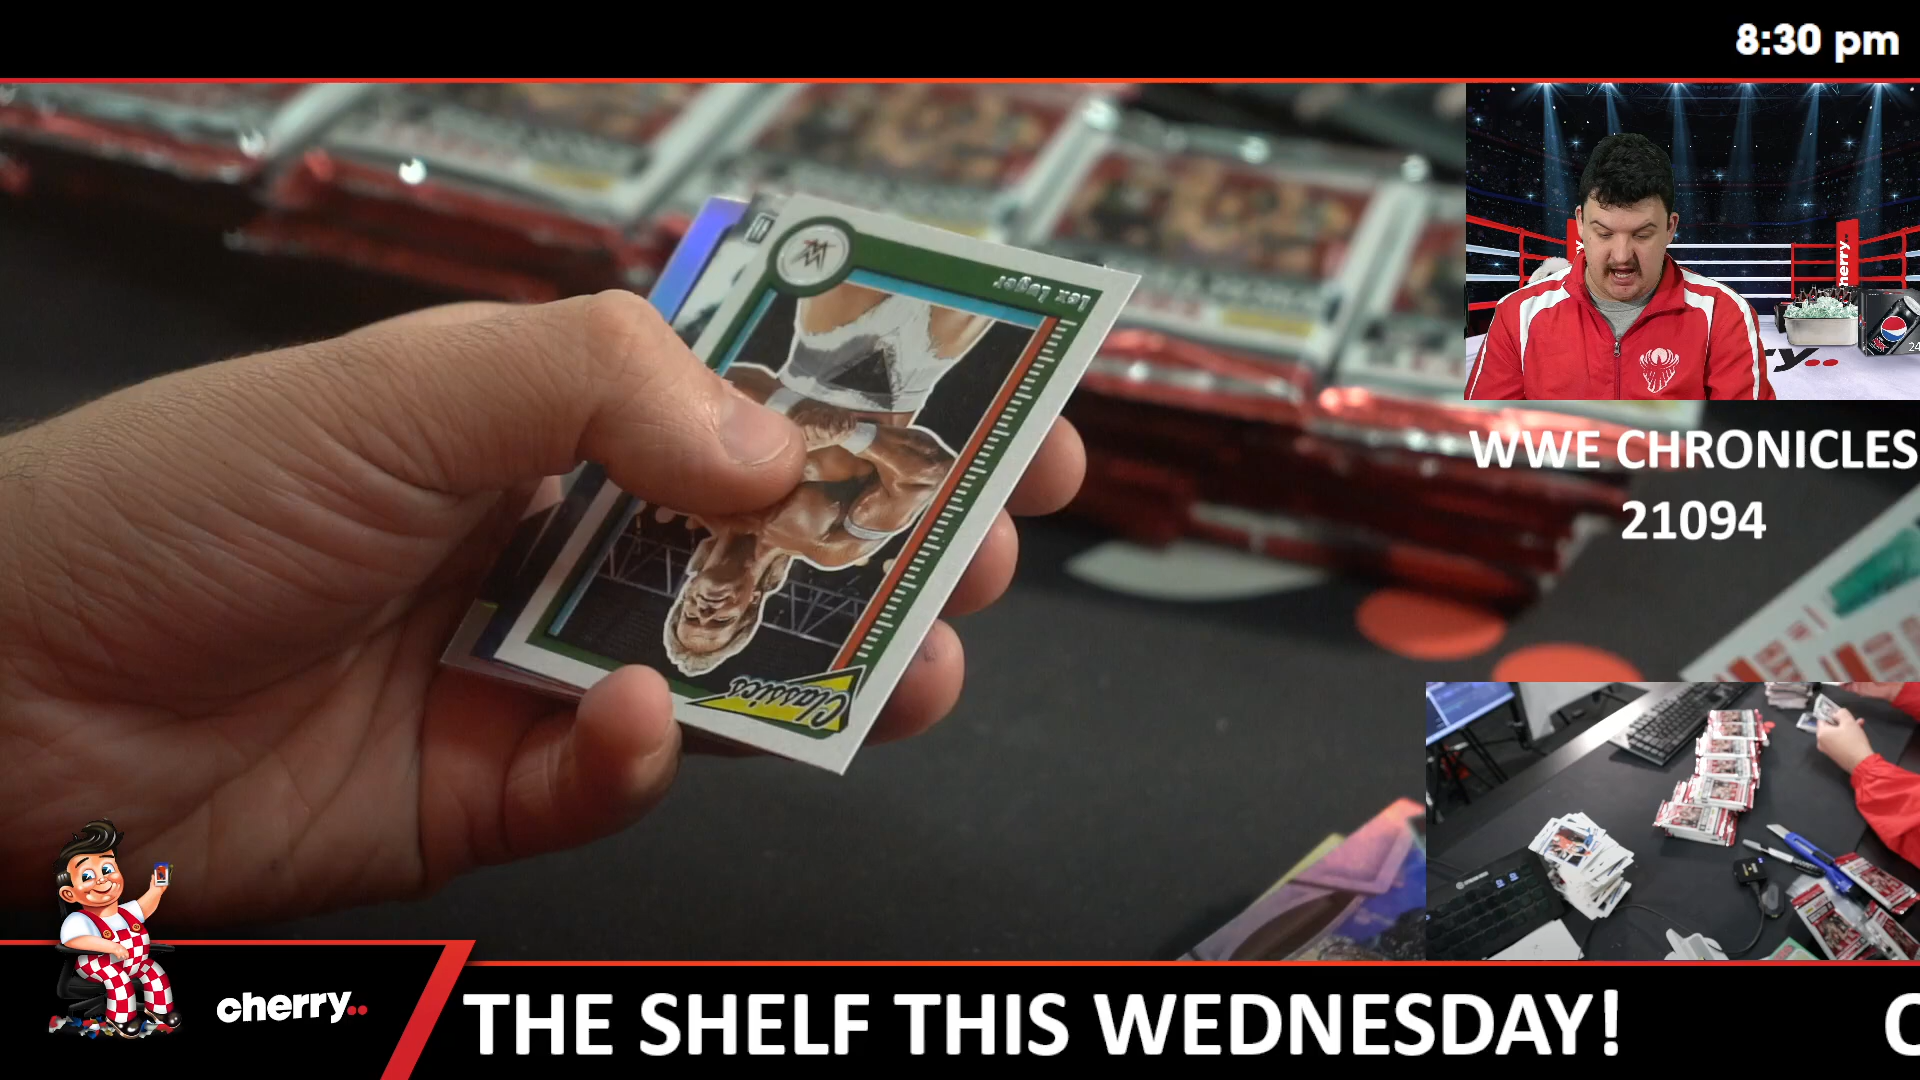 8:30 pm
Lex Luger
Classics
WWE CHRONICLES
21094
cherry..
THE SHELF THIS WEDNESDAY!